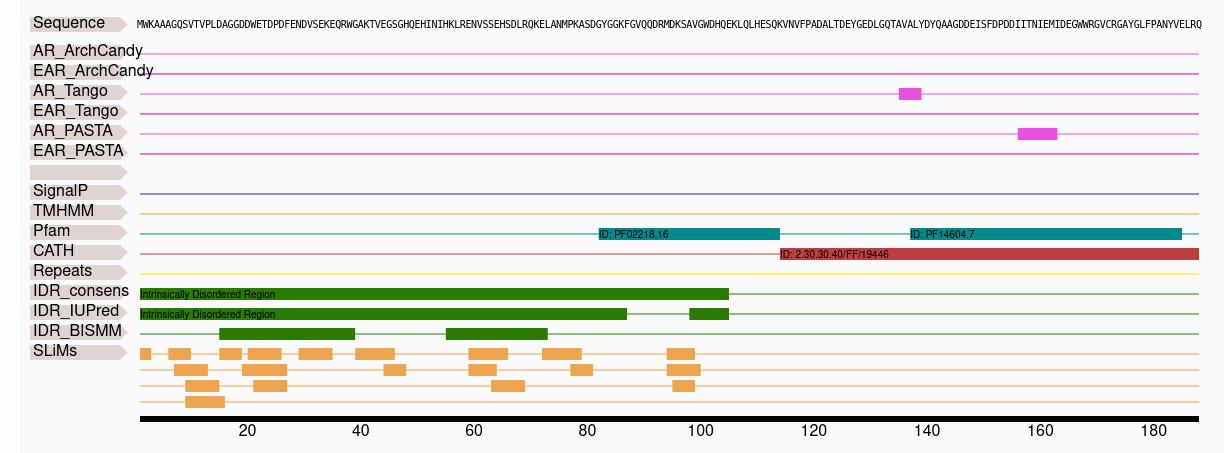 Sequence MWKAAAGQSVTVPLDAGGDDWETDPDFENDVSEKEQRWGAKTVEGSGHQEHINIHKLRENVSSEHSDLRQKELANMPKASDGYGGKFGVQQDRMDKSAVGWDHQEKLQLHESQKVNVFPADALTDEYGEDLGQTAVALYDYQAAGDDEISFDPDDIITNIEMIDEGWWRGVCRGAYGLFPANYVELRQ
AR_ArchCandy
EAR_ArchCandy
AR_Tango
EAR_Tango
AR_PASTA
EAR_PASTA
SignalP
TMHMM
Pfam ID: PF02218.16 ID: PF14604.7
CATH ID: 2.30.30.40/FF/19446
Repeats
IDR_consens Intrinsically Disordered Region
IDR_IUPred Intrinsically Disordered Region
IDR_BISMM
SLiMs
20 40 60 80 100 120 140 160 180